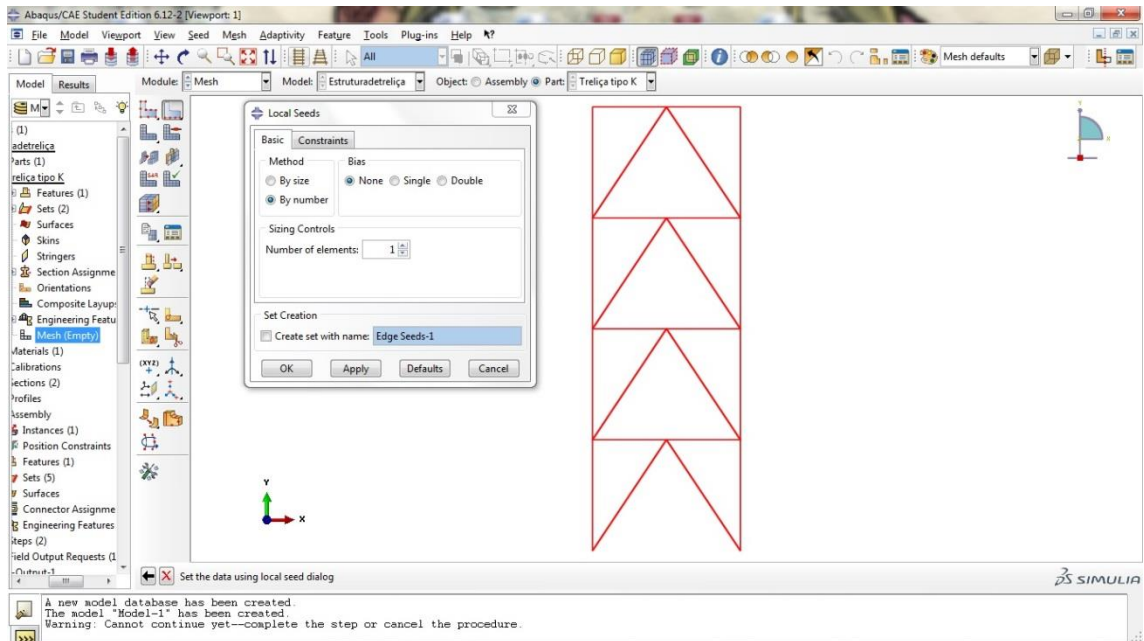 Abaqus/CAE Student Edition 6.12-2 [Viewport: 1]
File Model Viewport View Seed Mesh Adaptivity Feature Tools Plug-ins Help
All
Mesh defaults
Model Results
Module: Mesh Model: Estruturadetreliça Object: Assembly Part: Treliça tipo K
(1)
adetreliça
Parts (1)
reliça tipo K
Features (1)
Sets (2)
Surfaces
Skins
Stringers
Section Assignme
Orientations
Composite Layups
Engineering Featu
Mesh (Empty)
Materials (1)
Calibrations
Sections (2)
Profiles
Assembly
Instances (1)
Position Constraints
Features (1)
Sets (5)
Surfaces
Connector Assignme
Engineering Features
Steps (2)
Field Output Requests (1
-Output-1
(XYZ)
Local Seeds
Basic Constraints
Method Bias
By size None Single Double
By number
Sizing Controls
Number of elements: 1
Set Creation
Create set with name: Edge Seeds-1
OK Apply Defaults Cancel
Y
X
Y
X
Set the data using local seed dialog
SIMULIA
A new model database has been created.
The model "Model-1" has been created.
Warning: Cannot continue yet--complete the step or cancel the procedure.
>>>